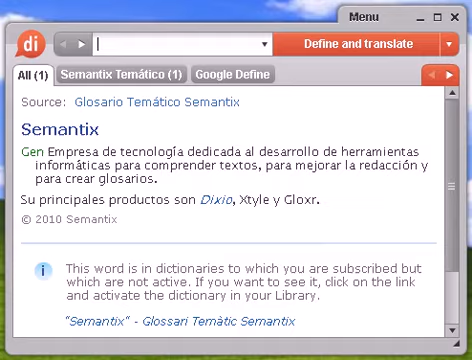 Menu
di
Define and translate
All (1)
Semantix Temático (1)
Google Define
Source: Glosario Temático Semantix
Semantix
Gen Empresa de tecnología dedicada al desarrollo de herramientas
informáticas para comprender textos, para mejorar la redacción y
para crear glosarios.
Su principales productos son Dixio, Xtyle y Gloxr.
© 2010 Semantix
i
This word is in dictionaries to which you are subscribed but
which are not active. If you want to see it, click on the link
and activate the dictionary in your Library.
"Semantix" - Glossari Temàtic Semantix